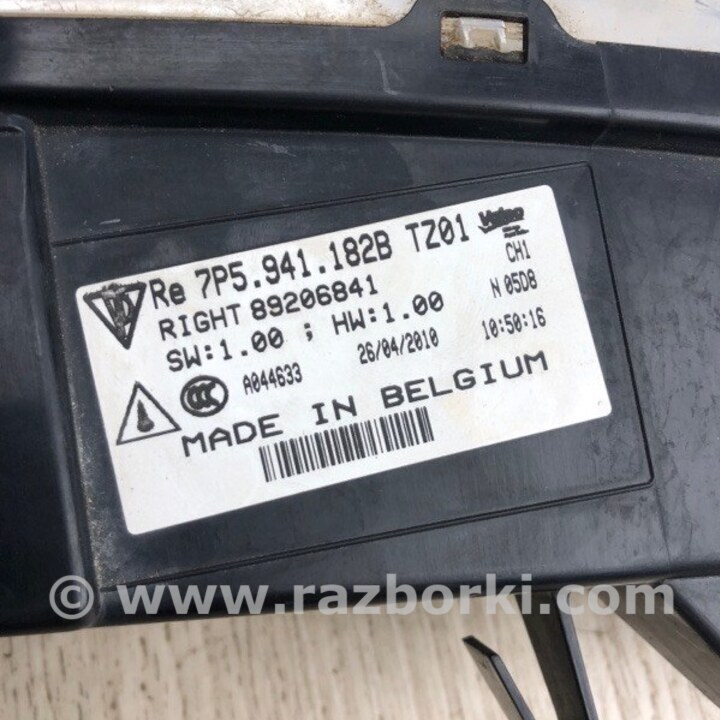 Re 7P5.941.182B TZ01 Valeo
RIGHT 89206841 CH1
SW:1.00 ; HW:1.00 N 05D8
A044633 26/04/2010 10:50:16
MADE IN BELGIUM
© www.razborki.com